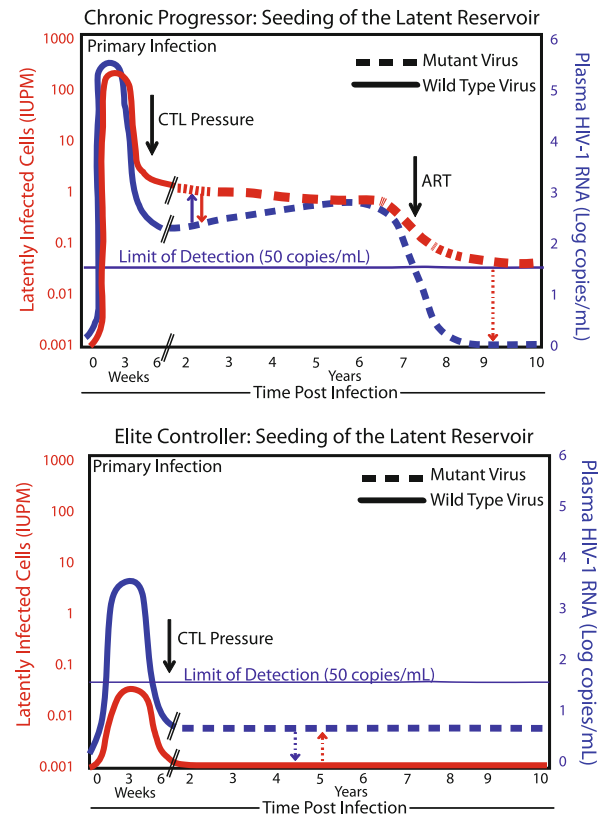 Chronic Progressor: Seeding of the Latent Reservoir
Latently Infected Cells (IUPM)
1000
100
10
1
0.1
0.01
0.001
Primary Infection
Mutant Virus
Wild Type Virus
CTL Pressure
ART
Limit of Detection (50 copies/mL)
6
5
4
3
2
1
0
Plasma HIV-1 RNA (Log copies/mL)
0 3 6 2 3 4 5 6 7 8 9 10
Weeks Years
Time Post Infection
Elite Controller: Seeding of the Latent Reservoir
Latently Infected Cells (IUPM)
1000
100
10
1
0.1
0.01
0.001
Primary Infection
Mutant Virus
Wild Type Virus
CTL Pressure
Limit of Detection (50 copies/mL)
6
5
4
3
2
1
0
Plasma HIV-1 RNA (Log copies/mL)
0 3 6 2 3 4 5 6 7 8 9 10
Weeks Years
Time Post Infection